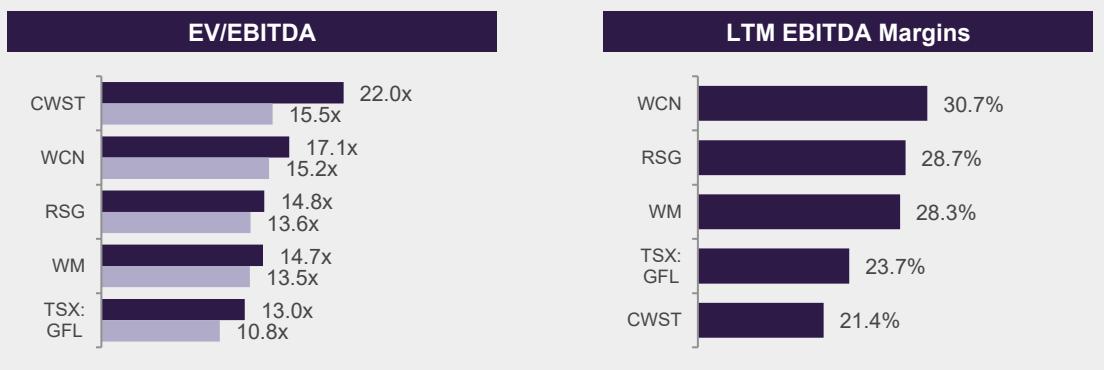 EV/EBITDA
CWST
22.0x
15.5x
WCN
17.1x
15.2x
RSG
14.8x
13.6x
WM
14.7x
13.5x
TSX:
GFL
13.0x
10.8x
LTM EBITDA Margins
WCN
30.7%
RSG
28.7%
WM
28.3%
TSX:
GFL
23.7%
CWST
21.4%